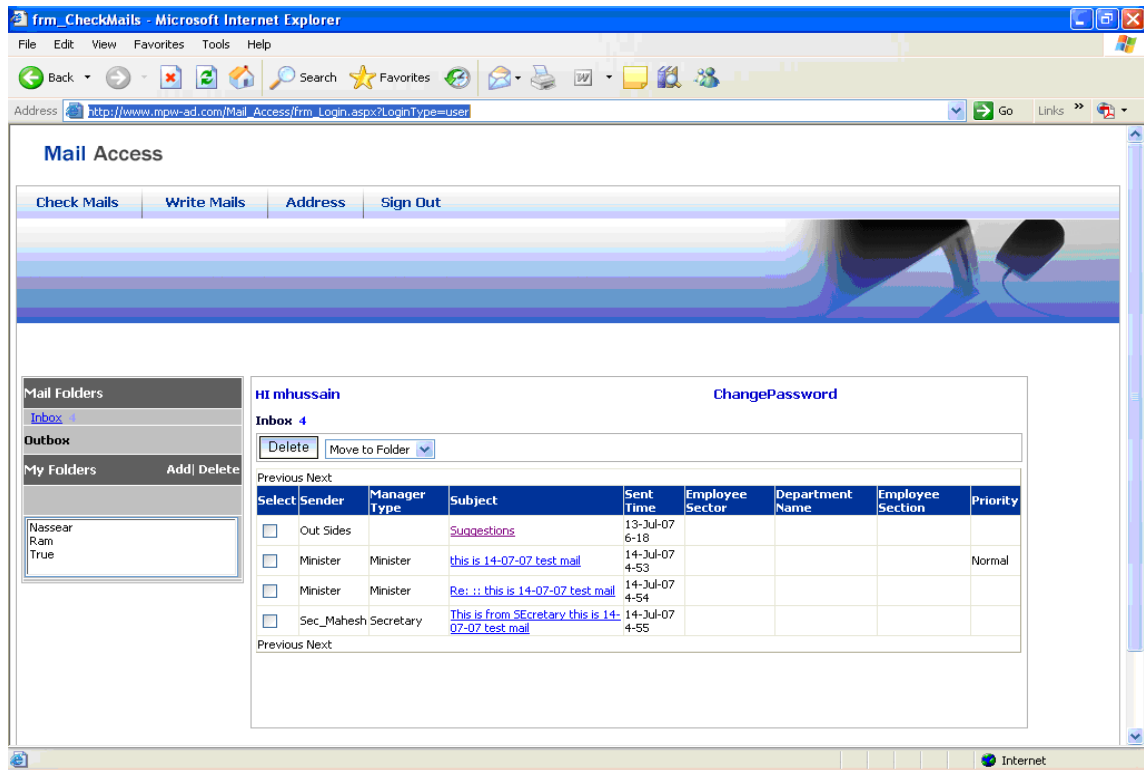 frm_CheckMails - Microsoft Internet Explorer
File Edit View Favorites Tools Help
Back Search Favorites
Address http://www.mpw-ad.com/Mail_Access/frm_Login.aspx?LoginType=user Go Links »
Mail Access
Check Mails Write Mails Address Sign Out
Mail Folders
Inbox 4
Outbox
My Folders Add| Delete
Nassear
Ram
True
HI mhussain ChangePassword
Inbox 4
Delete Move to Folder
Previous Next
Select Sender Manager Type Subject Sent Time Employee Sector Department Name Employee Section Priority
Out Sides Suggestions 13-Jul-07 6-18
Minister Minister this is 14-07-07 test mail 14-Jul-07 4-53 Normal
Minister Minister Re: :: this is 14-07-07 test mail 14-Jul-07 4-54
Sec_Mahesh Secretary This is from SEcretary this is 14-07-07 test mail 14-Jul-07 4-55
Previous Next
Internet